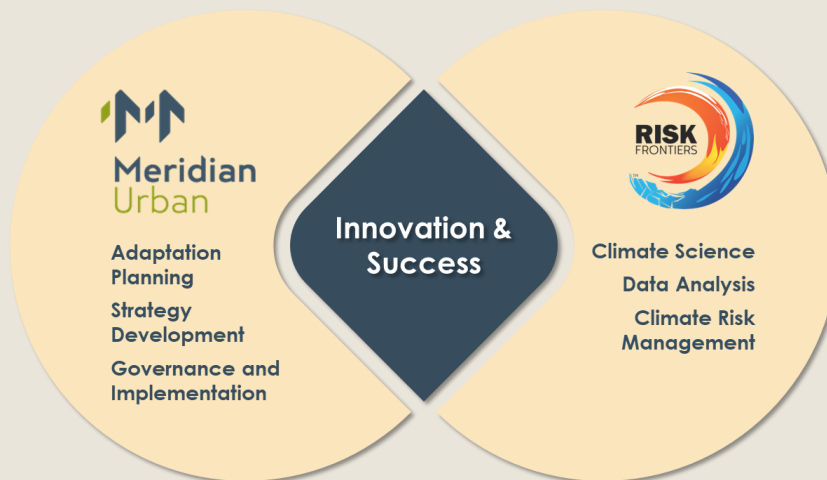 Meridian
Urban
Adaptation
Planning
Strategy
Development
Governance and
Implementation
Innovation &
Success
RISK
FRONTIERS
Climate Science
Data Analysis
Climate Risk
Management